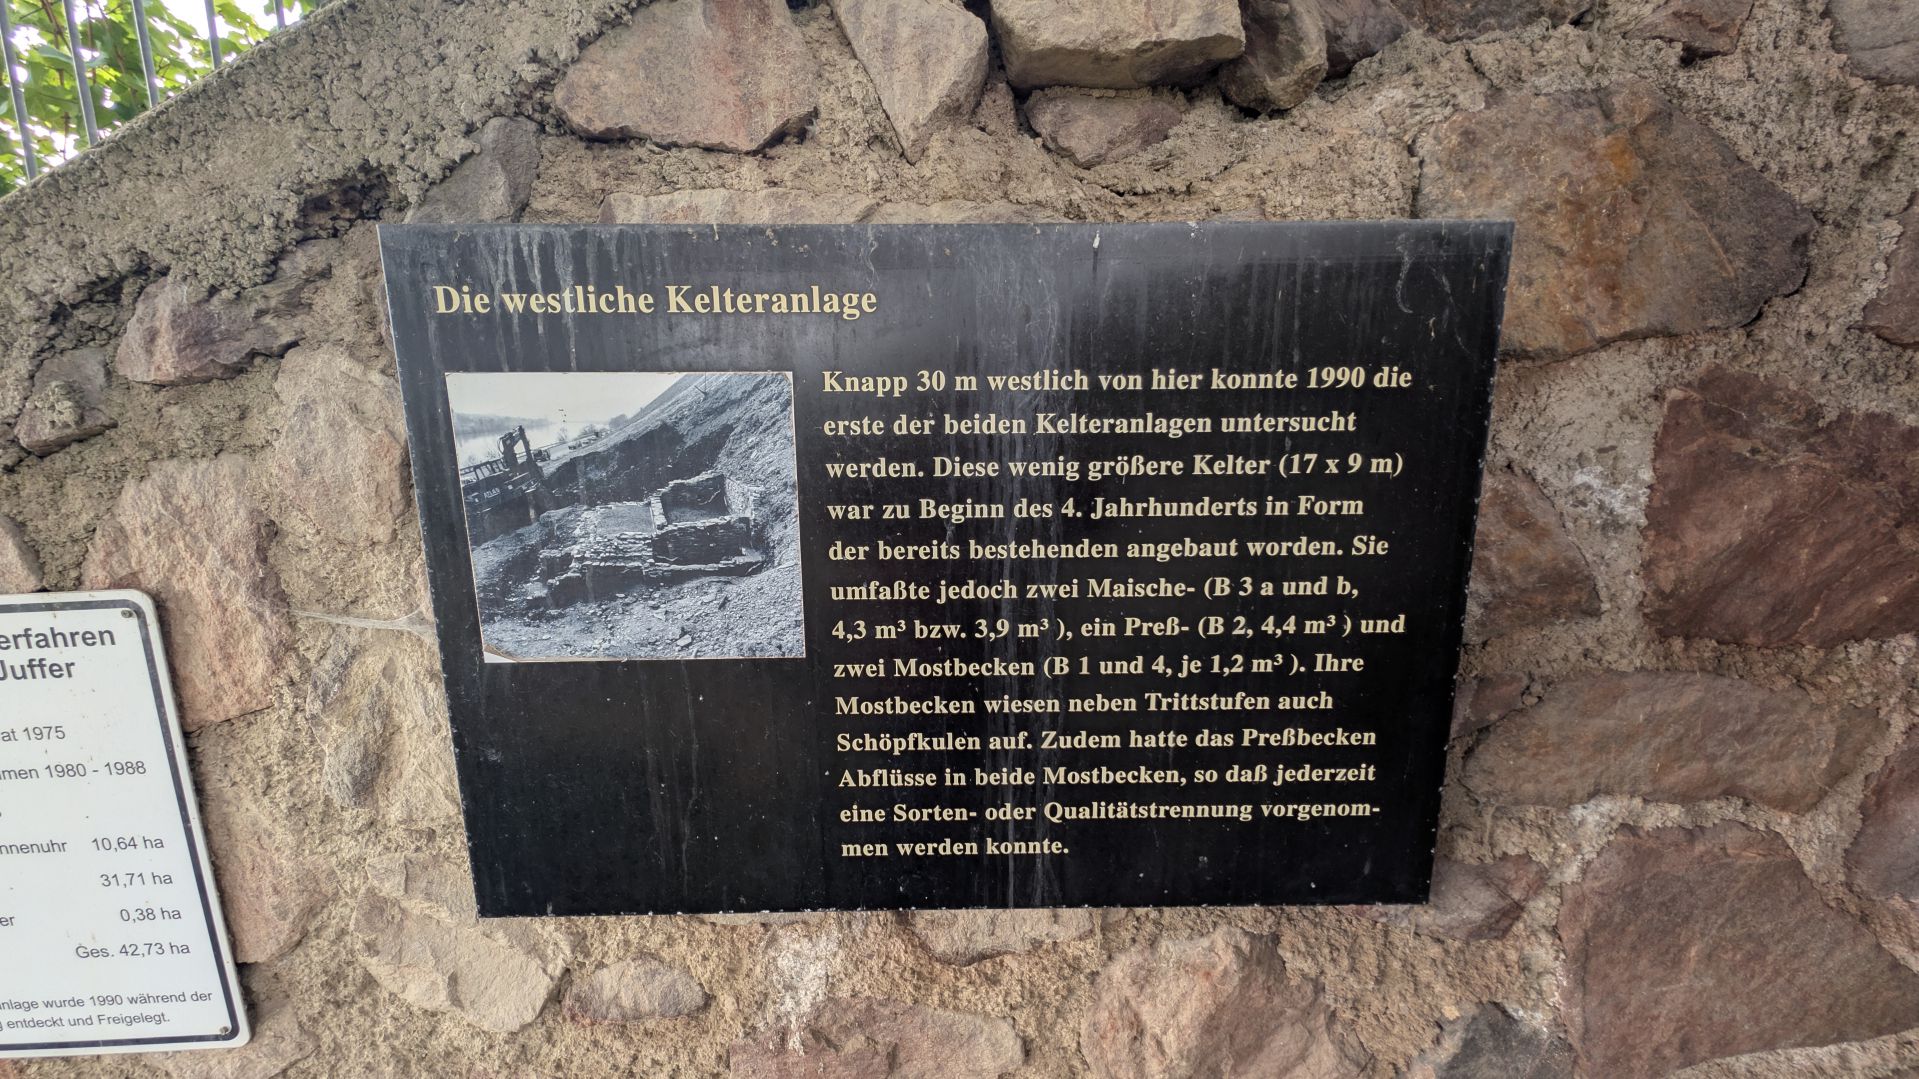 Die westliche Kelteranlage
Knapp 30 m westlich von hier konnte 1990 die
erste der beiden Kelteranlagen untersucht
werden. Diese wenig größere Kelter (17 x 9 m)
war zu Beginn des 4. Jahrhunderts in Form
der bereits bestehenden angebaut worden. Sie
umfaßte jedoch zwei Maische- (B 3 a und b,
4,3 m³ bzw. 3,9 m³ ), ein Preß- (B 2, 4,4 m³ ) und
zwei Mostbecken (B 1 und 4, je 1,2 m³ ). Ihre
Mostbecken wiesen neben Trittstufen auch
Schöpfkulen auf. Zudem hatte das Preßbecken
Abflüsse in beide Mostbecken, so daß jederzeit
eine Sorten- oder Qualitätstrennung vorgenom-
men werden konnte.
erfahren
Juffer
at 1975
men 1980 - 1988
nnenuhr 10,64 ha
31,71 ha
er 0,38 ha
Ges. 42,73 ha
nlage wurde 1990 während der
g entdeckt und Freigelegt.